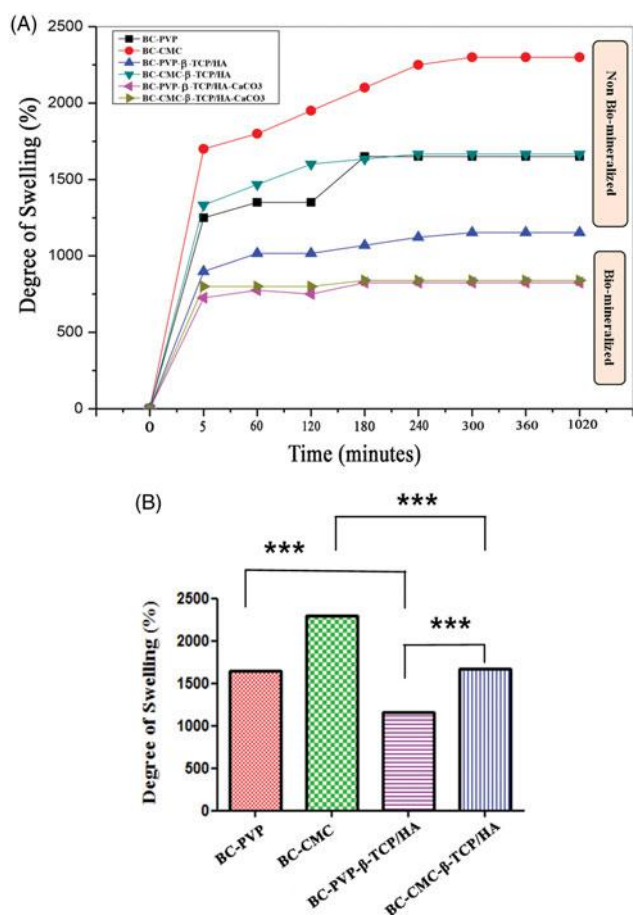 (A)
2500
2000
1500
1000
500
0
Degree of Swelling (%)
BC-PVP
BC-CMC
BC-PVP-β-TCP/HA
BC-CMC-β-TCP/HA
BC-PVP-β-TCP/HA-CaCO3
BC-CMC-β-TCP/HA-CaCO3
Non Bio-mineralized
Bio-mineralized
0 5 60 120 180 240 300 360 1020
Time (minutes)
(B)
***
***
***
2500
2000
1500
1000
500
0
Degree of Swelling (%)
BC-PVP
BC-CMC
BC-PVP-β-TCP/HA
BC-CMC-β-TCP/HA